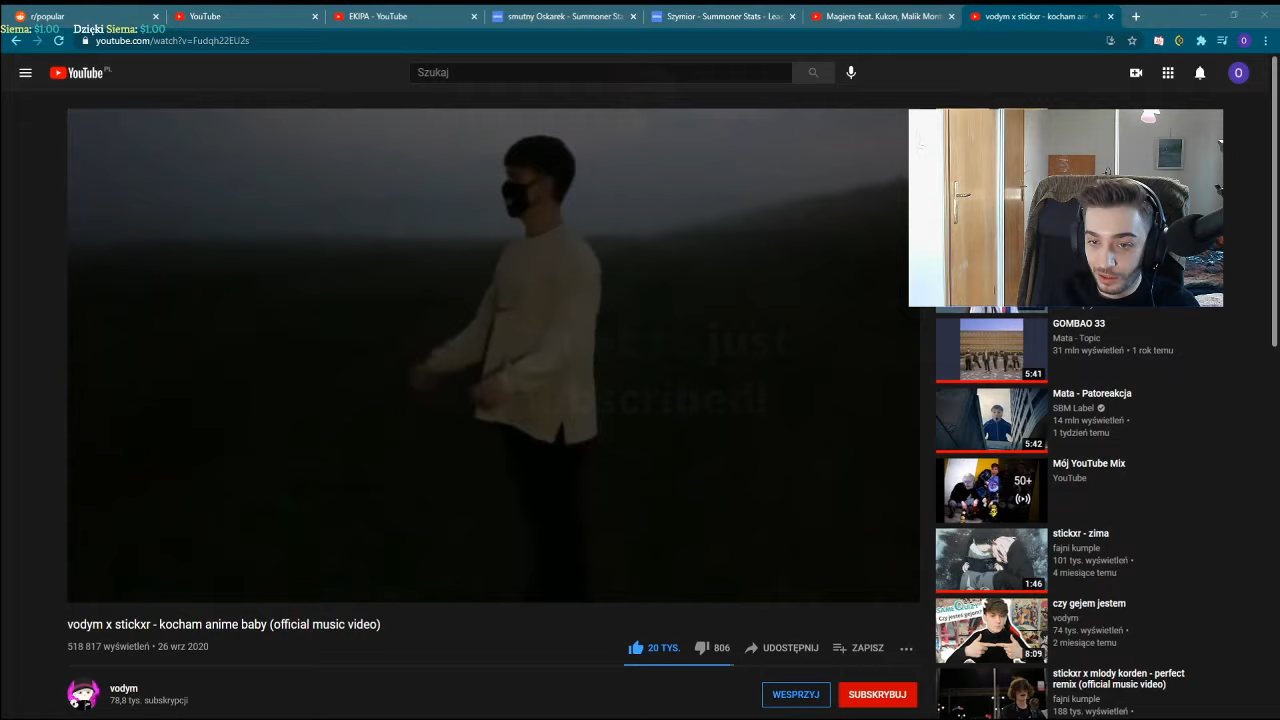 r/popular
YouTube
EKIPA - YouTube
smutny Oskarek - Summoner Sta
Szymior - Summoner Stats - Lea
Magiera feat. Kukon, Malik Mont
vodym x stickxr - kocham an
Siema: $1.00 Dzięki Siema: $1.00
youtube.com/watch?v=Fudqh22EU2s
O
YouTube PL
Szukaj
O
just
GOMBAO 33
Mata - Topic
31 mln wyświetleń • 1 rok temu
5:41
Mata - Patoreakcja
SBM Label
14 mln wyświetleń •
1 tydzień temu
5:42
Mój YouTube Mix
YouTube
50+
stickxr - zima
fajni kumple
101 tys. wyświetleń •
4 miesiące temu
1:46
czy gejem jestem
vodym
74 tys. wyświetleń •
2 miesiące temu
8:09
stickxr x mlody korden - perfect
remix (official music video)
fajni kumple
188 tys. wyświetleń •
vodym x stickxr - kocham anime baby (official music video)
518 817 wyświetleń • 26 wrz 2020
20 TYS.
806
UDOSTĘPNIJ
ZAPISZ
vodym
78,8 tys. subskrypcji
WESPRZYJ
SUBSKRYBUJ